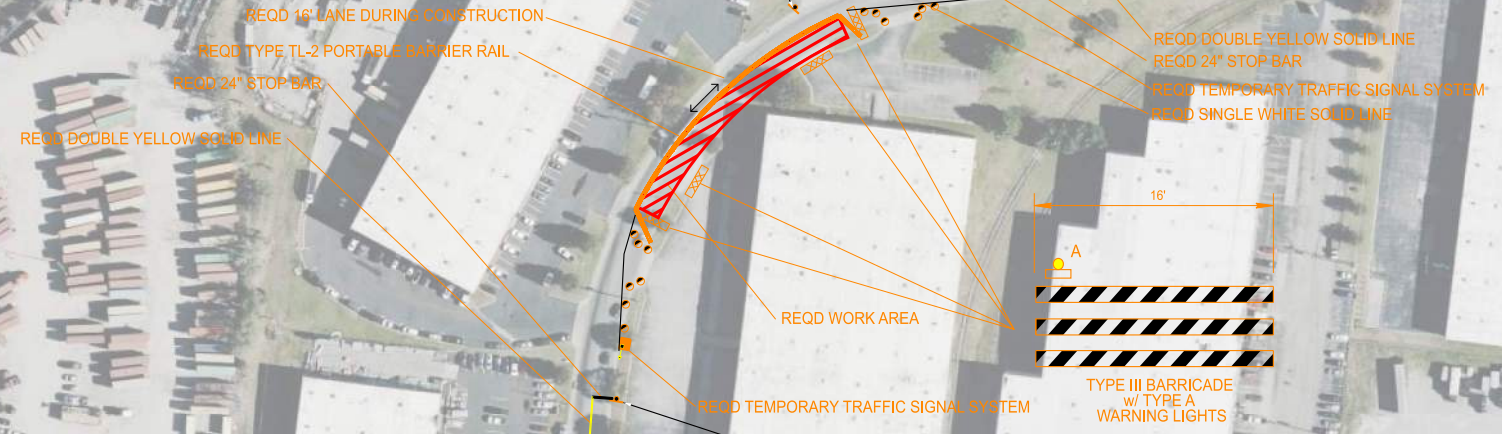 REQD 16' LANE DURING CONSTRUCTION
REQD TYPE TL-2 PORTABLE BARRIER RAIL
REQD 24" STOP BAR
REQD DOUBLE YELLOW SOLID LINE
REQD DOUBLE YELLOW SOLID LINE
REQD 24" STOP BAR
REQD TEMPORARY TRAFFIC SIGNAL SYSTEM
REQD SINGLE WHITE SOLID LINE
16'
A
REQD WORK AREA
TYPE III BARRICADE
w/ TYPE A
WARNING LIGHTS
REQD TEMPORARY TRAFFIC SIGNAL SYSTEM